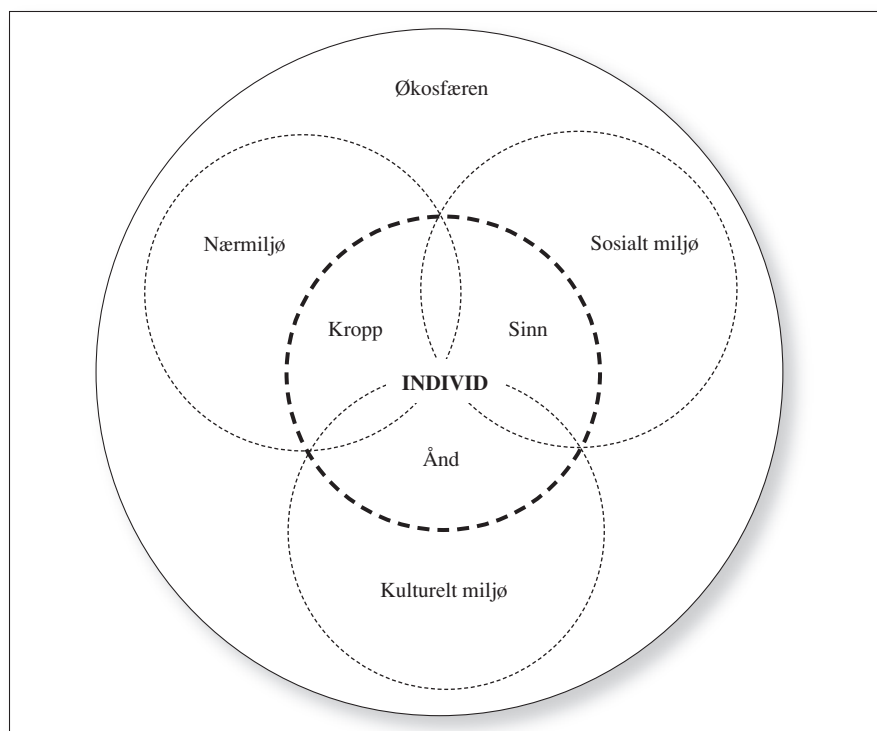 Økosfæren
Nærmiljø
Sosialt miljø
Kropp
Sinn
INDIVID
Ånd
Kulturelt miljø